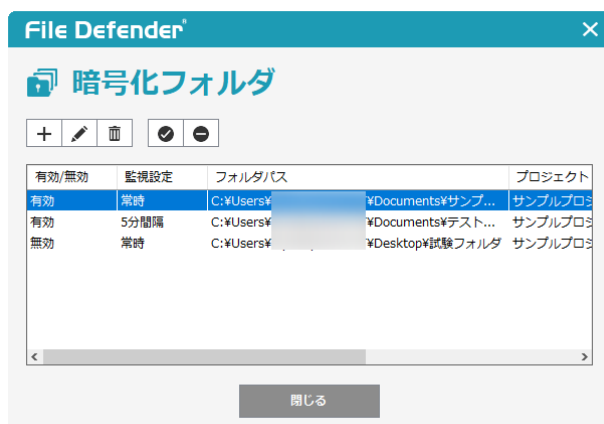 File Defender®
暗号化フォルダ
有効/無効 監視設定 フォルダパス プロジェクト
有効 常時 C:¥Users¥ ¥Documents¥サンプ... サンプルプロジ
有効 5分間隔 C:¥Users¥ ¥Documents¥テスト... サンプルプロジ
無効 常時 C:¥Users¥ ¥Desktop¥試験フォルダ サンプルプロジ
閉じる